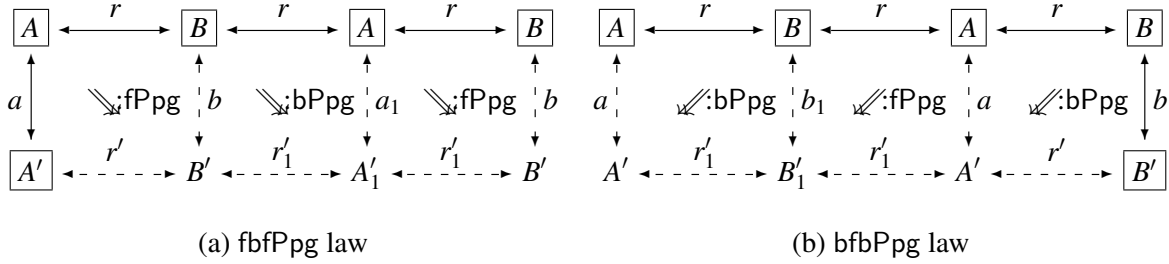 r r r r r r
A B A B A B A B
a ⇘:fPpg b ⇘:bPpg a₁ ⇘:fPpg b a ⇙:bPpg b₁ ⇙:fPpg a ⇙:bPpg b
r′ r′₁ r′₁ r′₁ r′₁ r′
A′ B′ A′₁ B′ A′ B′₁ A′ B′
(a) fbfPpg law (b) bfbPpg law